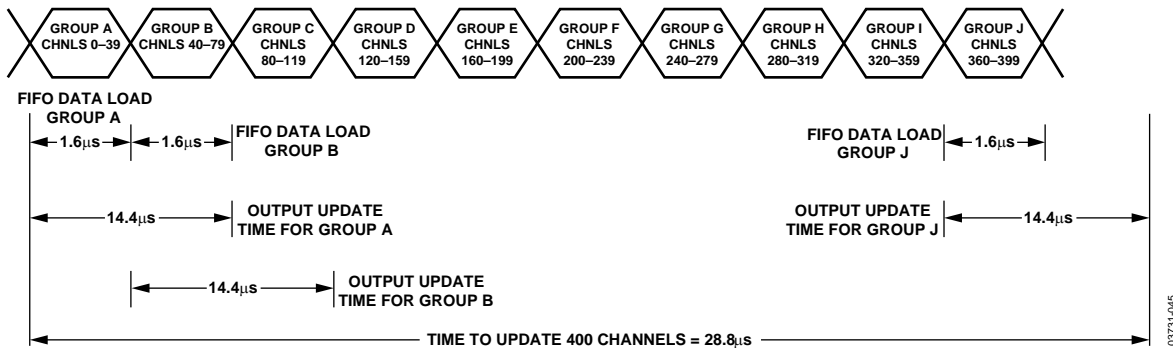 GROUP A
CHNLS 0–39
GROUP B
CHNLS 40–79
GROUP C
CHNLS
80–119
GROUP D
CHNLS
120–159
GROUP E
CHNLS
160–199
GROUP F
CHNLS
200–239
GROUP G
CHNLS
240–279
GROUP H
CHNLS
280–319
GROUP I
CHNLS
320–359
GROUP J
CHNLS
360–399
FIFO DATA LOAD
GROUP A
1.6µs
1.6µs
FIFO DATA LOAD
GROUP B
FIFO DATA LOAD
GROUP J
1.6µs
14.4µs
OUTPUT UPDATE
TIME FOR GROUP A
OUTPUT UPDATE
TIME FOR GROUP J
14.4µs
14.4µs
OUTPUT UPDATE
TIME FOR GROUP B
TIME TO UPDATE 400 CHANNELS = 28.8µs
03731-045